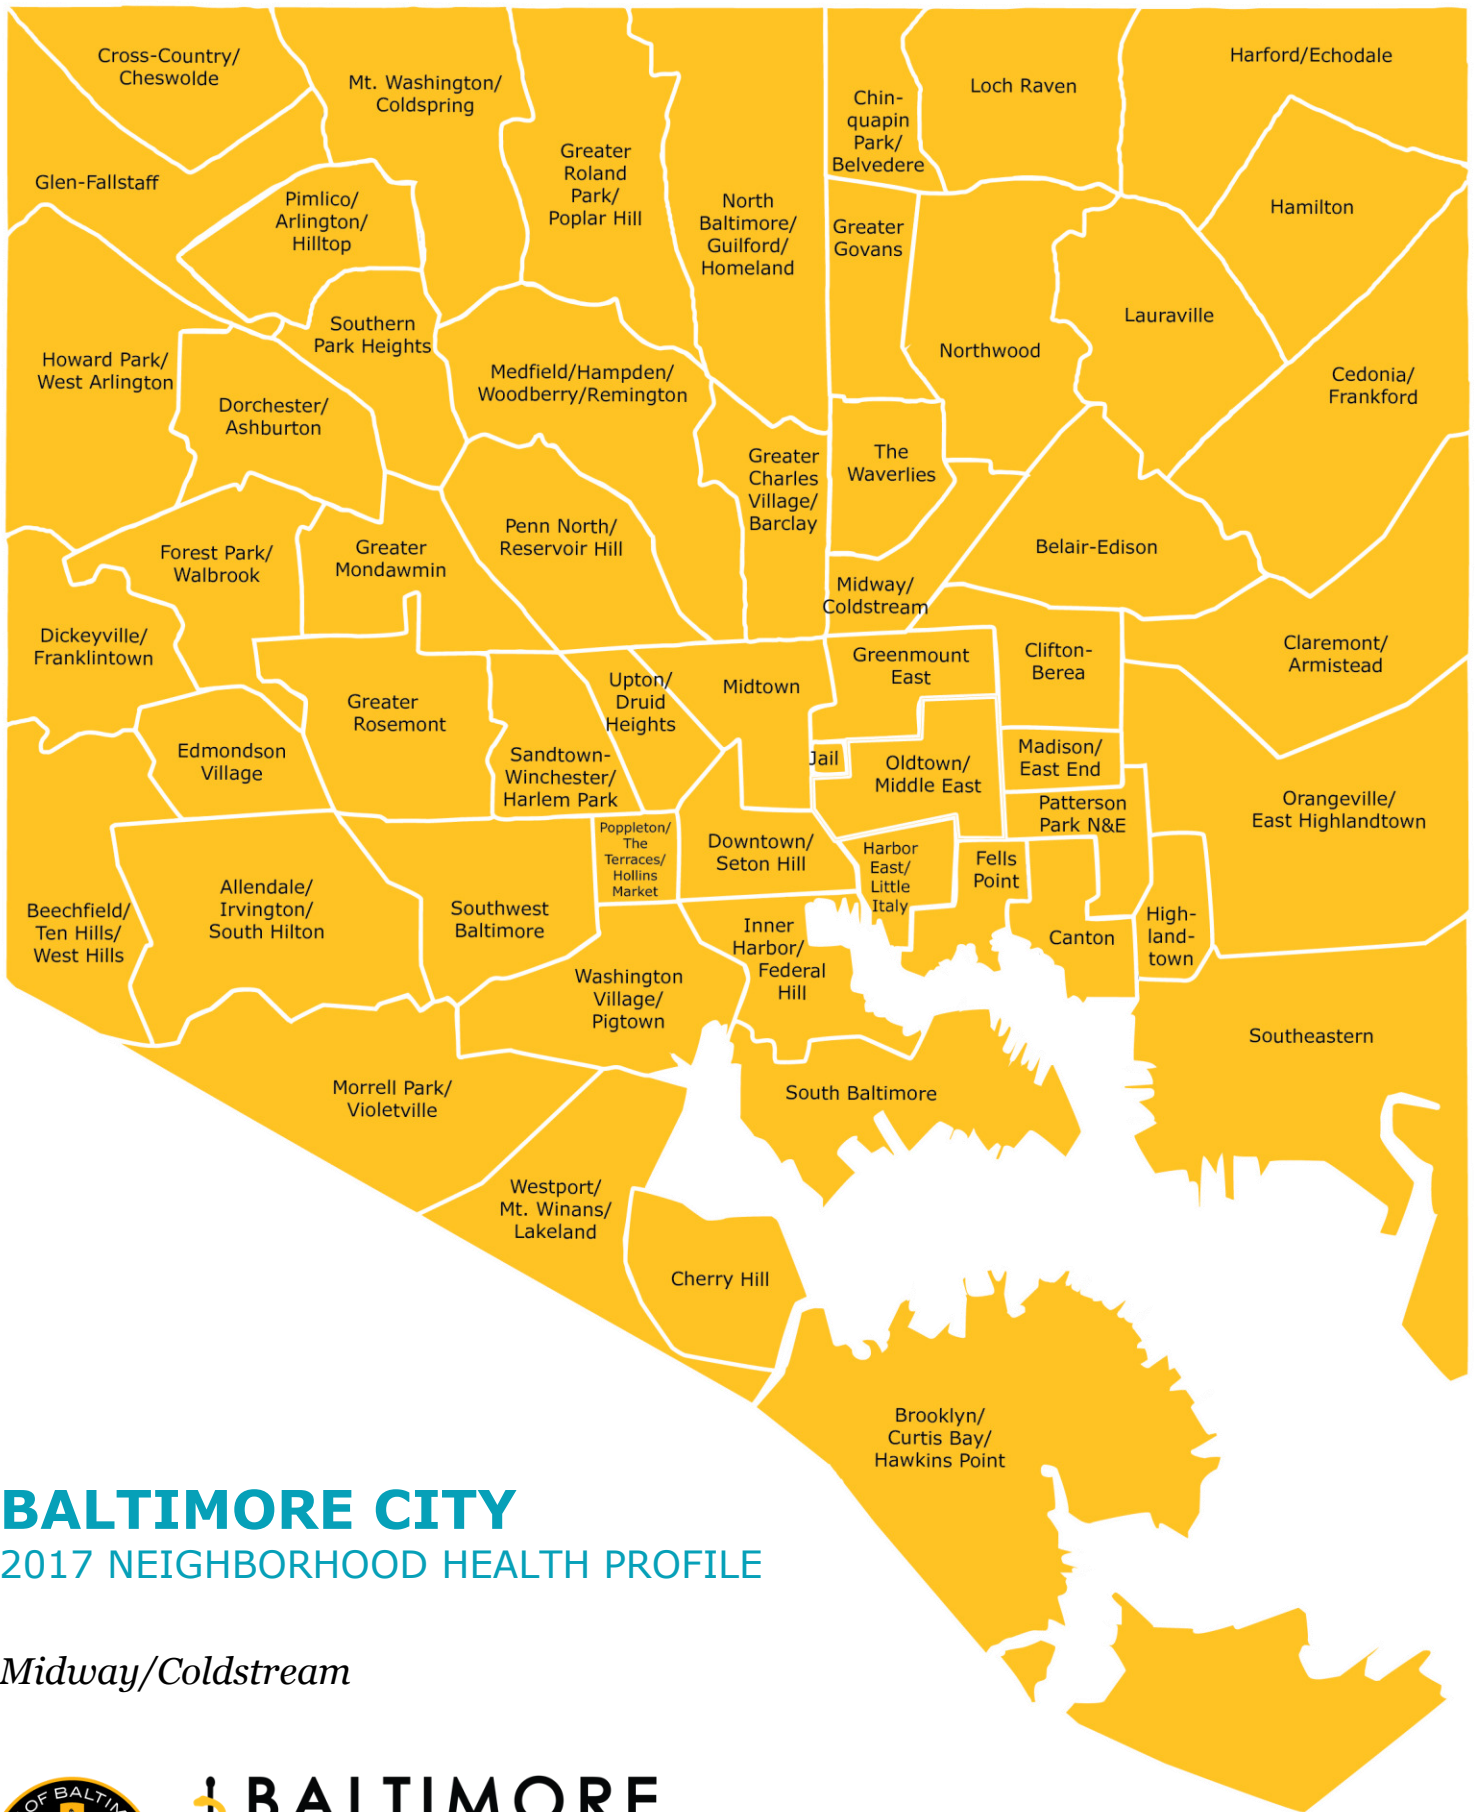 Cross-Country/
Cheswolde
Mt. Washington/
Coldspring
Greater
Roland
Park/
Poplar Hill
North
Baltimore/
Guilford/
Homeland
Chin-
quapin
Park/
Belvedere
Loch Raven
Harford/Echodale
Glen-Fallstaff
Pimlico/
Arlington/
Hilltop
Greater
Govans
Hamilton
Lauraville
Northwood
Southern
Park Heights
Howard Park/
West Arlington
Medfield/Hampden/
Woodberry/Remington
Cedonia/
Frankford
Dorchester/
Ashburton
Greater
Charles
Village/
Barclay
The
Waverlies
Penn North/
Reservoir Hill
Belair-Edison
Forest Park/
Walbrook
Greater
Mondawmin
Midway/
Coldstream
Dickeyville/
Franklintown
Greenmount
East
Clifton-
Berea
Claremont/
Armistead
Upton/
Druid
Heights
Midtown
Greater
Rosemont
Edmondson
Village
Sandtown-
Winchester/
Harlem Park
Jail
Oldtown/
Middle East
Madison/
East End
Patterson
Park N&E
Orangeville/
East Highlandtown
Poppleton/
The
Terraces/
Hollins
Market
Downtown/
Seton Hill
Harbor
East/
Little
Italy
Fells
Point
Allendale/
Irvington/
South Hilton
Southwest
Baltimore
Beechfield/
Ten Hills/
West Hills
Inner
Harbor/
Federal
Hill
Canton
High-
land-
town
Washington
Village/
Pigtown
Southeastern
Morrell Park/
Violetville
South Baltimore
Westport/
Mt. Winans/
Lakeland
Cherry Hill
Brooklyn/
Curtis Bay/
Hawkins Point
BALTIMORE CITY
2017 NEIGHBORHOOD HEALTH PROFILE
Midway/Coldstream
OF BALTIM
BALTIMORE